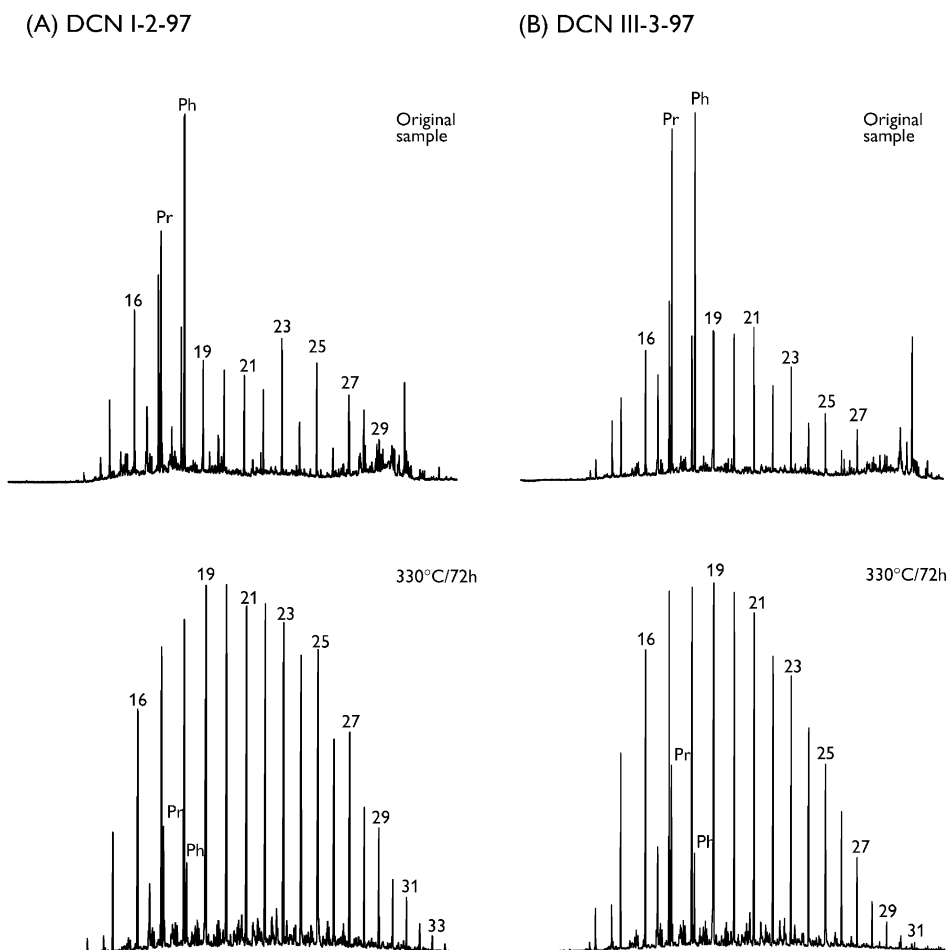 (A) DCN I-2-97
Ph
Original
sample
Pr
16
23
19
25
21
27
29
(B) DCN III-3-97
Ph
Pr
Original
sample
19
21
16
23
25
27
19
330°C/72h
21
23
25
16
27
Pr
29
Ph
31
33
19
330°C/72h
21
16
23
Pr
25
Ph
27
29
31